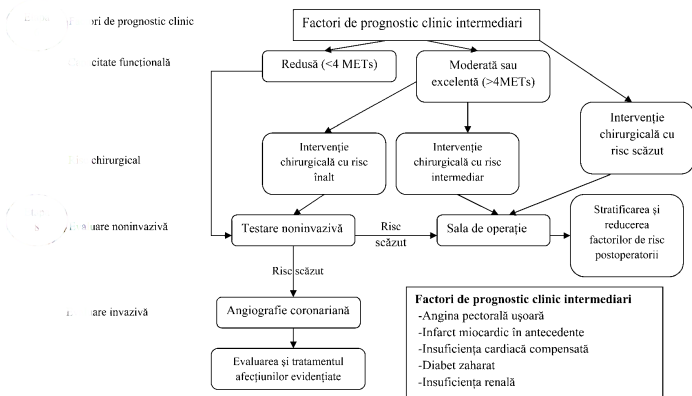 ori de prognostic clinic
Factori de prognostic clinic intermediari
citate funcțională
Redusă (<4 METs)
Moderată sau
excelentă (>4METs)
Intervenție
chirurgicală cu
risc scăzut
chirurgical
Intervenție
chirurgicală cu risc
înalt
Intervenție
chirurgicală cu risc
intermediar
uare noninvazivă
Testare noninvazivă
Risc
scăzut
Sala de operație
Stratificarea și
reducerea
factorilor de risc
postoperatorii
Risc scăzut
uare invazivă
Angiografie coronariană
Evaluarea și tratamentul
afecțiunilor evidențiate
Factori de prognostic clinic intermediari
-Angina pectorală ușoară
-Infarct miocardic în antecedente
-Insuficiența cardiacă compensată
-Diabet zaharat
-Insuficiența renală